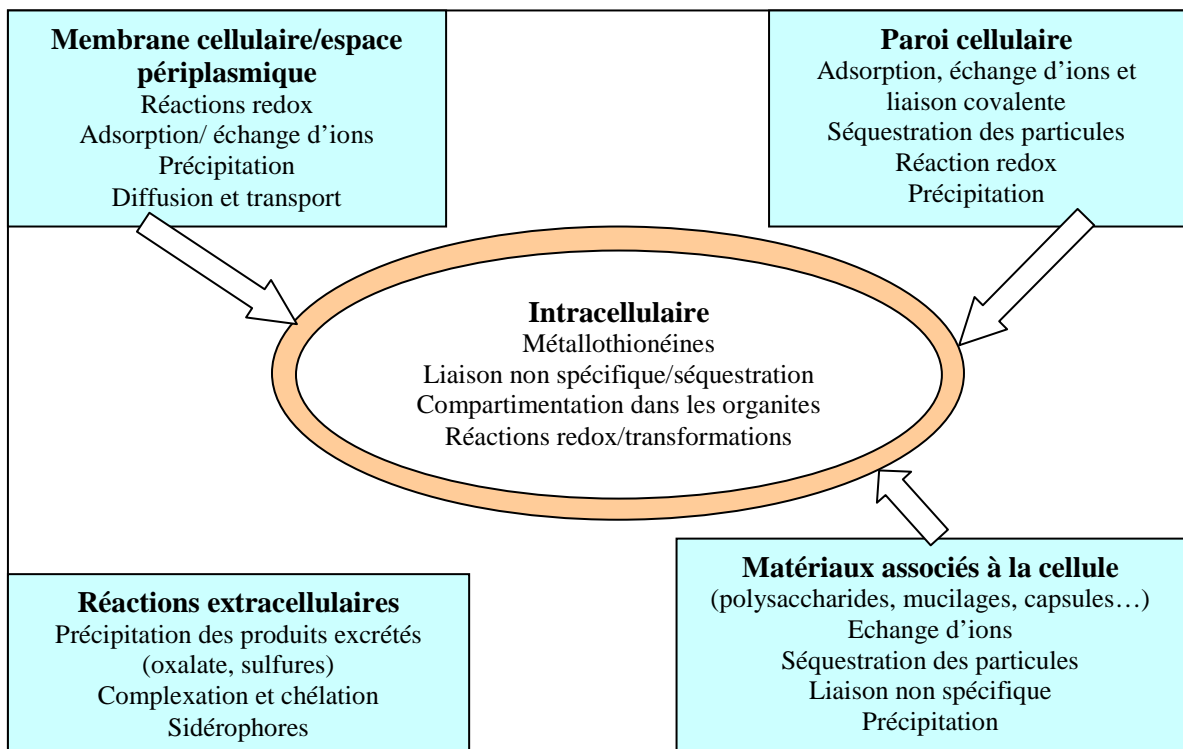 Membrane cellulaire/espace
périplasmique
Réactions redox
Adsorption/ échange d’ions
Précipitation
Diffusion et transport
Paroi cellulaire
Adsorption, échange d’ions et
liaison covalente
Séquestration des particules
Réaction redox
Précipitation
Intracellulaire
Métallothionéines
Liaison non spécifique/séquestration
Compartimentation dans les organites
Réactions redox/transformations
Réactions extracellulaires
Précipitation des produits excrétés
(oxalate, sulfures)
Complexation et chélation
Sidérophores
Matériaux associés à la cellule
(polysaccharides, mucilages, capsules…)
Echange d’ions
Séquestration des particules
Liaison non spécifique
Précipitation